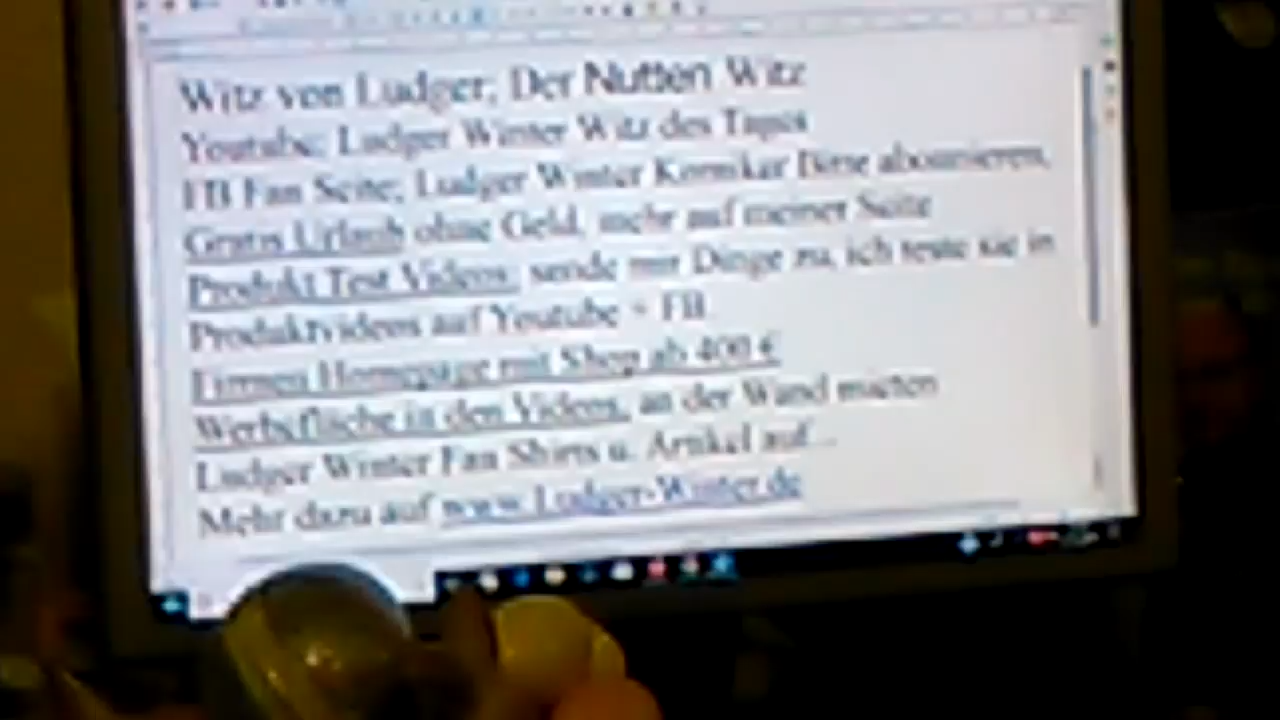 Witz von Ludger; Der Nutten Witz
Youtube: Ludger Winter Witz des Tages
FB Fan Seite; Ludger Winter Komiker Bitte abonnieren,
Gratis Urlaub ohne Geld, mehr auf meiner Seite
Produkt Test Videos; sende mir Dinge zu, ich teste sie in
Produktvideos auf Youtube + FB
Firmen Homepage mit Shop ab 400 €
Werbefläche in den Videos, an der Wand mieten
Ludger Winter Fan Shirts u. Artikel auf...
Mehr dazu auf www.Ludger-Winter.de